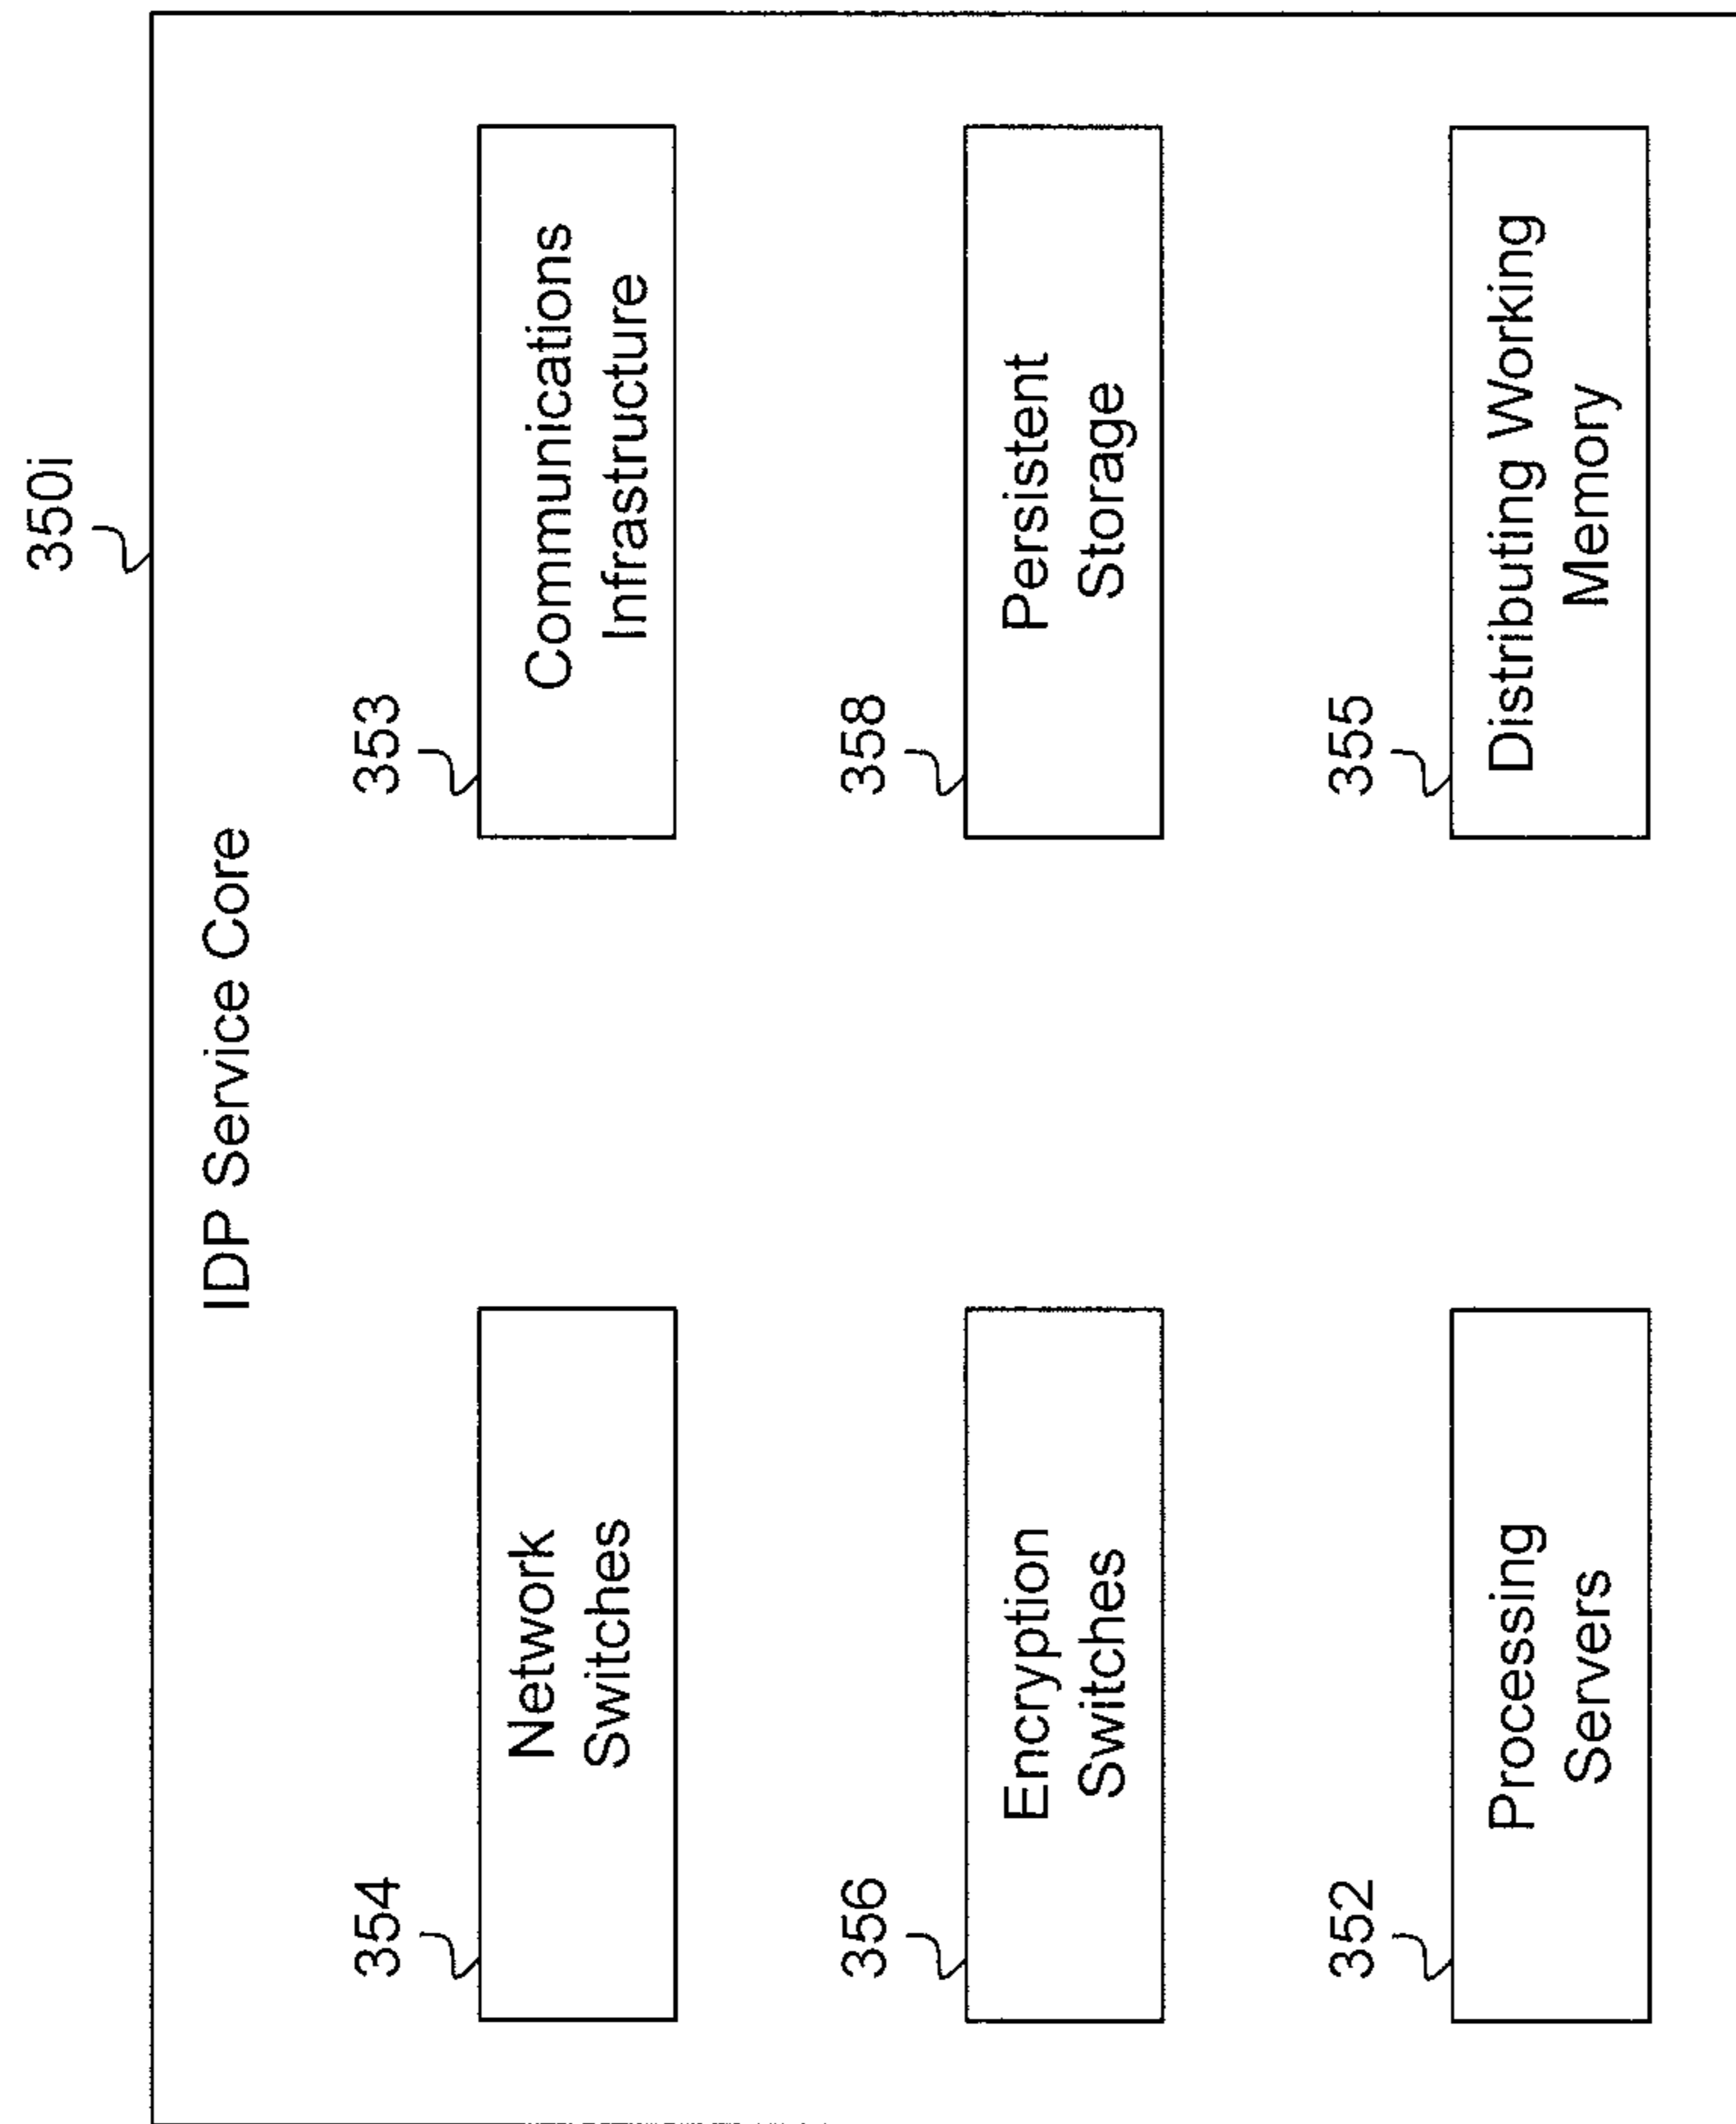 350i
IDP Service Core
354
Network
Switches
353
Communications
Infrastructure
356
Encryption
Switches
358
Persistent
Storage
352
Processing
Servers
355
Distributing Working
Memory